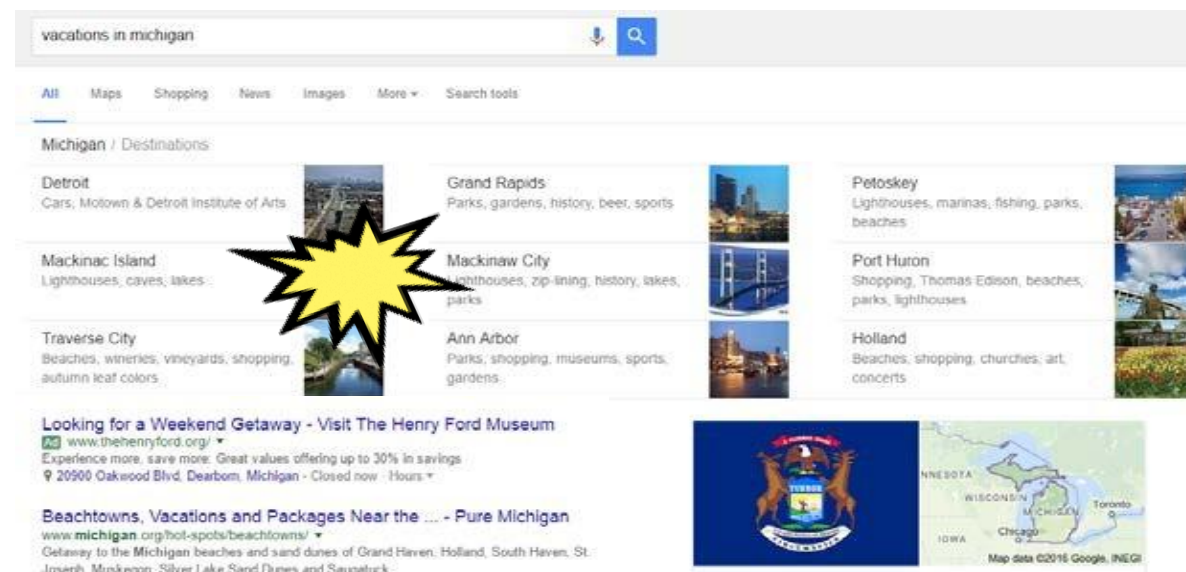 vacations in michigan
All Maps Shopping News Images More Search tools
Michigan / Destinations
Detroit
Cars, Motown & Detroit Institute of Arts
Grand Rapids
Parks, gardens, history, beer, sports
Petoskey
Lighthouses, marinas, fishing, parks,
beaches
Mackinac Island
Lighthouses, caves, lakes
Mackinaw City
Lighthouses, zip-lining, history, lakes,
parks
Port Huron
Shopping, Thomas Edison, beaches,
parks, lighthouses
Traverse City
Beaches, wineries, vineyards, shopping,
autumn leaf colors
Ann Arbor
Parks, shopping, museums, sports,
gardens
Holland
Beaches, shopping, churches, art,
concerts
Looking for a Weekend Getaway - Visit The Henry Ford Museum
Ad www.thehenryford.org/
Experience more, save more. Great values offering up to 30% in savings
20900 Oakwood Blvd, Dearborn, Michigan - Closed now · Hours
Beachtowns, Vacations and Packages Near the ... - Pure Michigan
www.michigan.org/hot-spots/beachtowns/
Getaway to the Michigan beaches and sand dunes of Grand Haven, Holland, South Haven, St.
Joseph, Muskegon, Silver Lake Sand Dunes and Saugatuck
TUEBOR
NNESOTA
WISCONSIN
MICHIGAN
Toronto
Chicago
IOWA
Map data ©2016 Google, INEGI